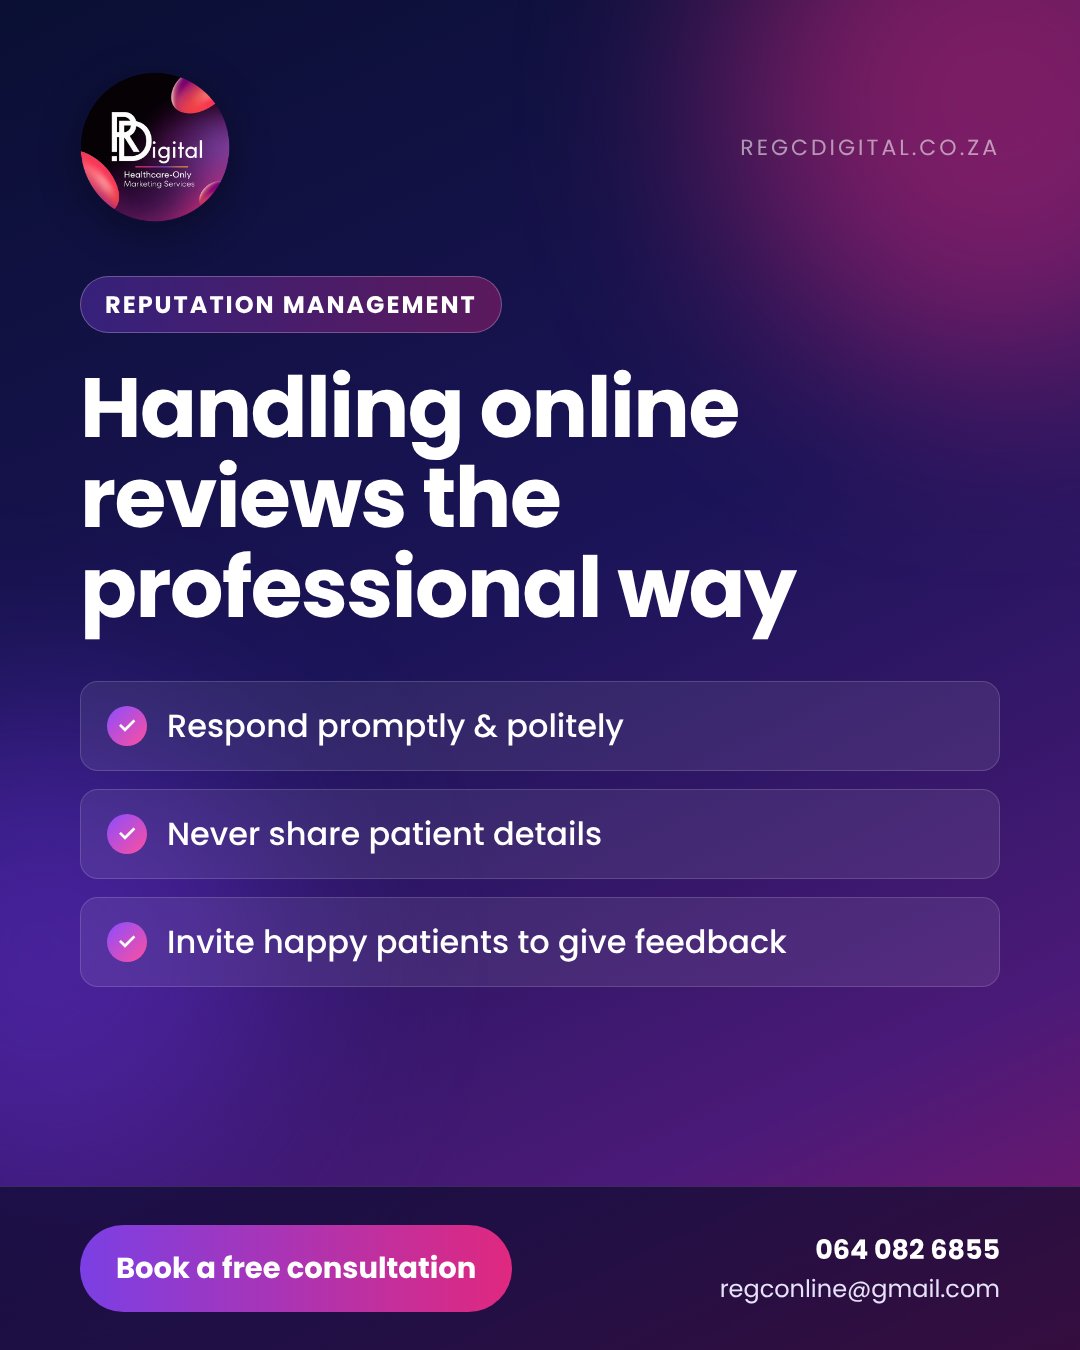 RDigital
Healthcare-Only
Marketing Services
REGCDIGITAL.CO.ZA
REPUTATION MANAGEMENT
Handling online
reviews the
professional way
Respond promptly & politely
Never share patient details
Invite happy patients to give feedback
Book a free consultation
064 082 6855
regconline@gmail.com